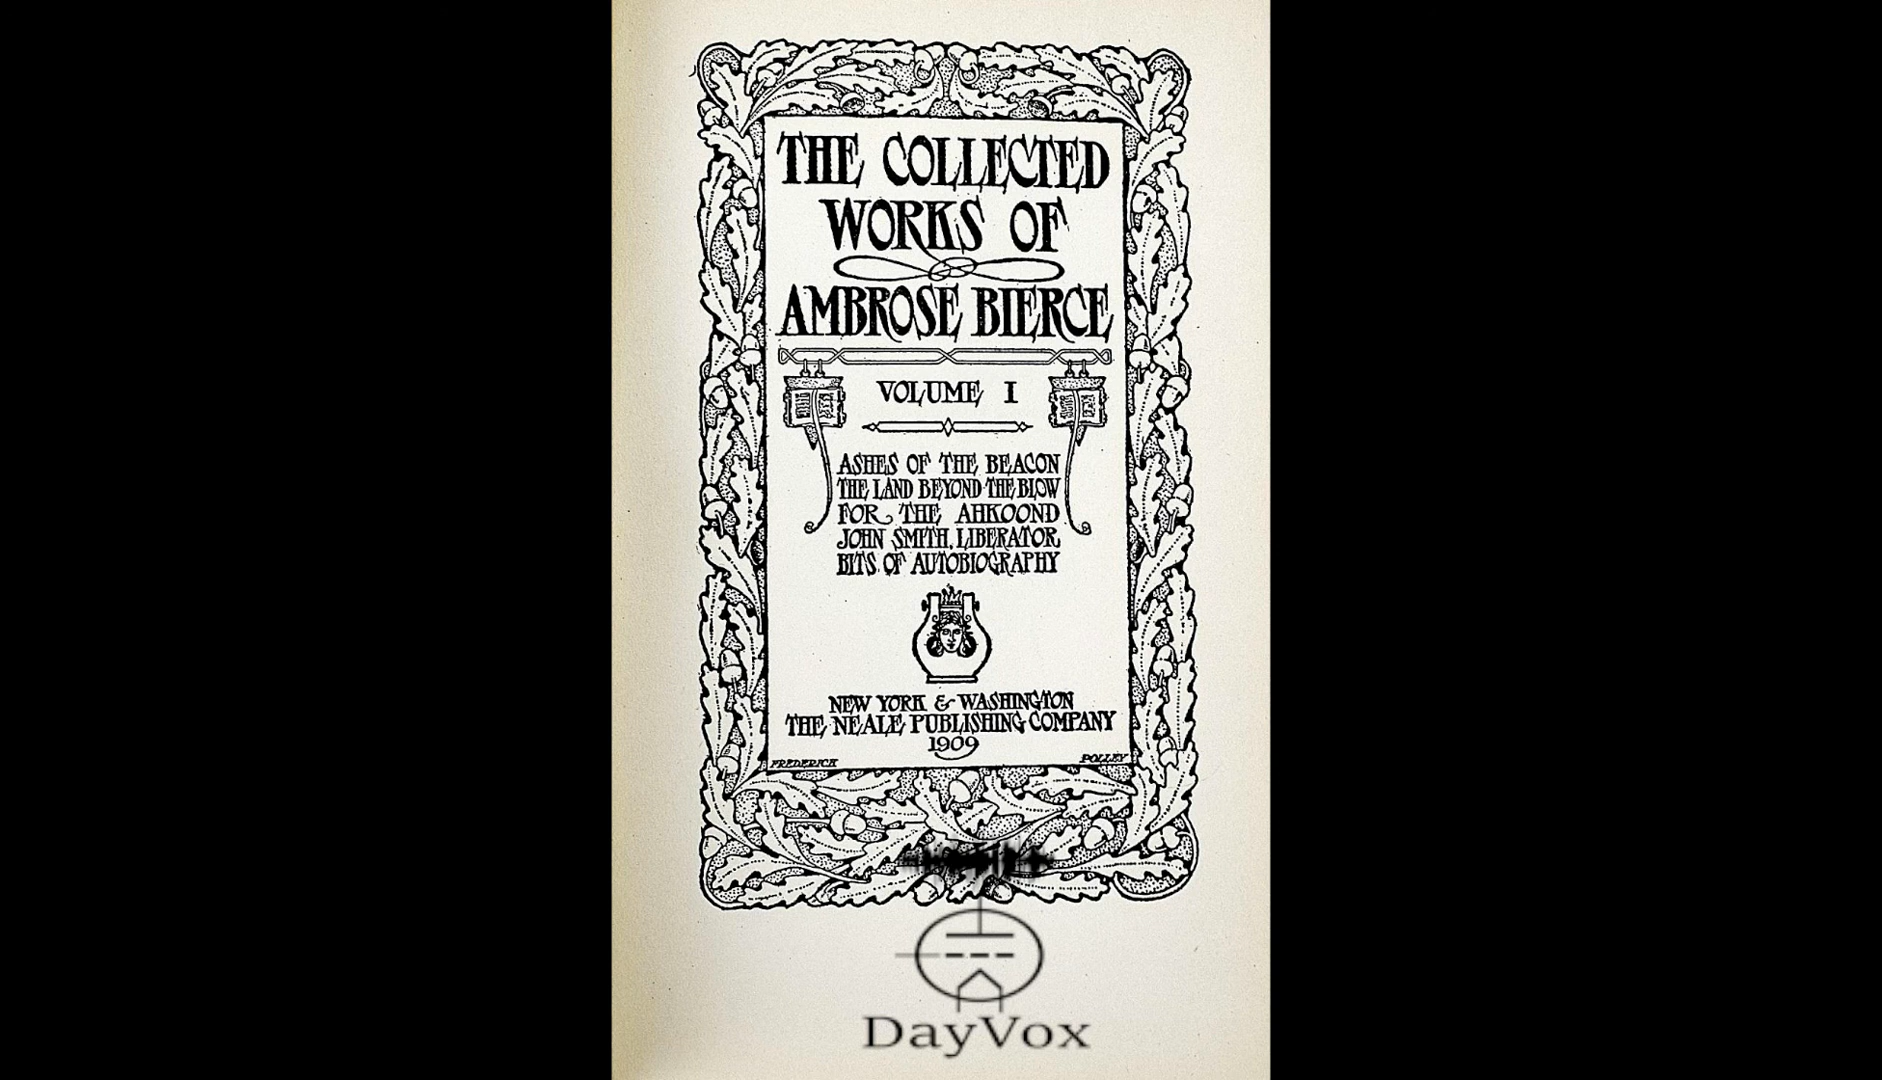 THE COLLECTED
WORKS OF
AMBROSE BIERCE
VOLUME I
ASHES OF THE BEACON
THE LAND BEYOND THE BLOW
FOR THE AHKOOND
JOHN SMITH, LIBERATOR
BITS OF AUTOBIOGRAPHY
NEW YORK & WASHINGTON
THE NEALE PUBLISHING COMPANY
1909
FREDERICK POLLEY
DayVox